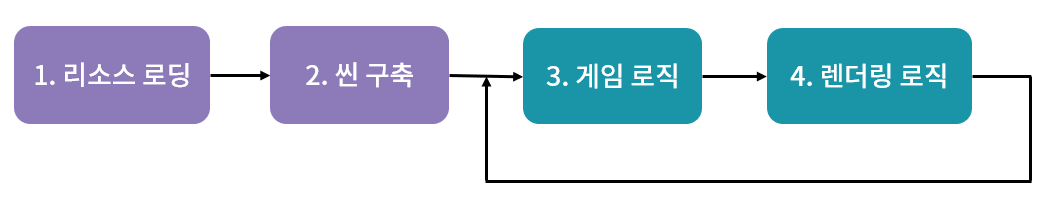 1. 리소스 로딩
2. 씬 구축
3. 게임 로직
4. 렌더링 로직